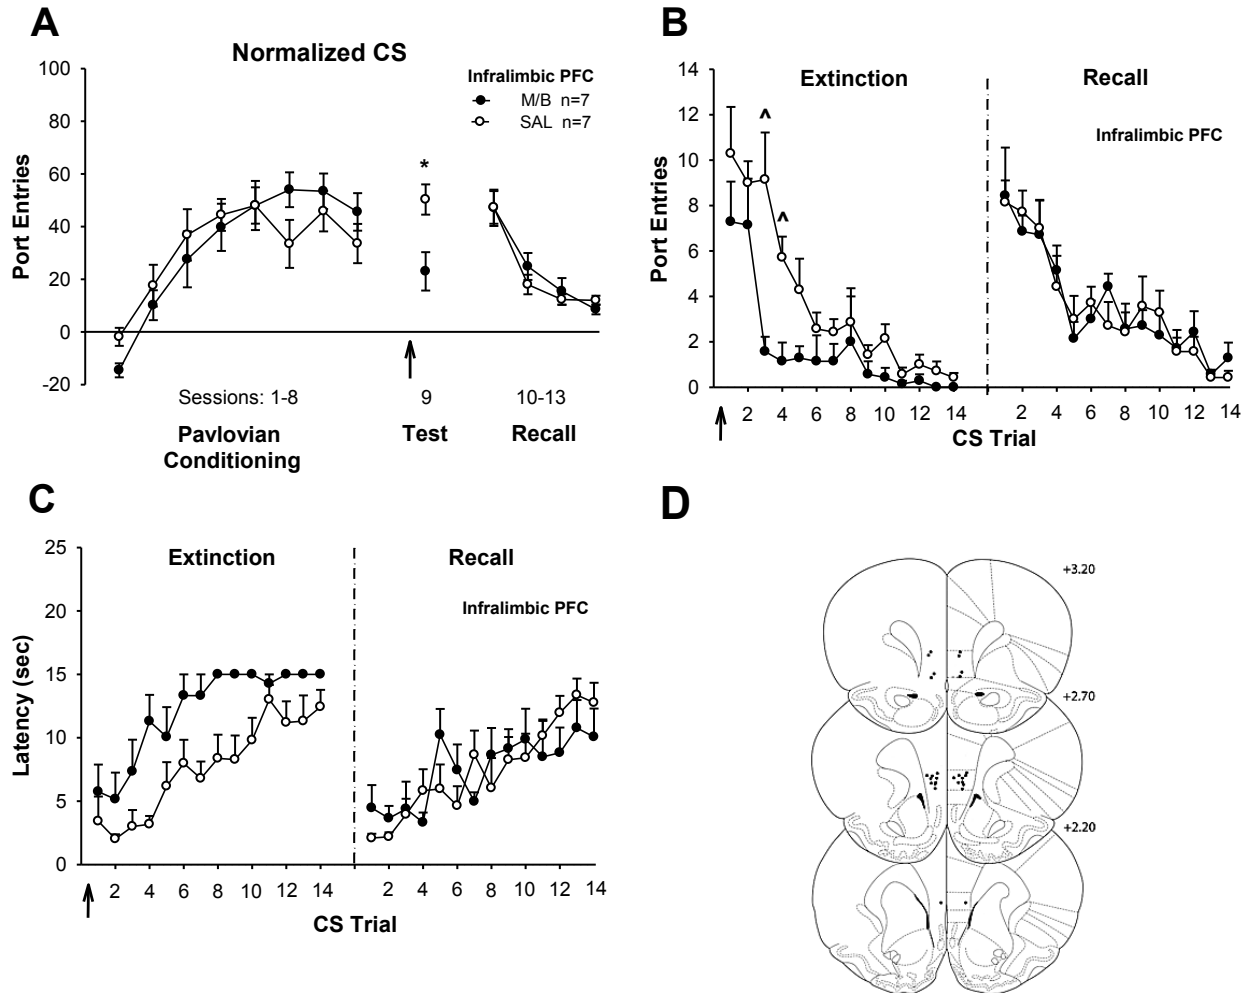 A
Normalized CS
Infralimbic PFC
M/B n=7
SAL n=7
Port Entries
100
80
60
40
20
0
-20
*
Sessions: 1-8
9
10-13
Pavlovian
Conditioning
Test
Recall
B
Extinction
Recall
Infralimbic PFC
Port Entries
14
12
10
8
6
4
2
0
^
^
2 4 6 8 10 12 14
2 4 6 8 10 12 14
CS Trial
C
Extinction
Recall
Infralimbic PFC
Latency (sec)
25
20
15
10
5
0
2 4 6 8 10 12 14
2 4 6 8 10 12 14
CS Trial
D
+3.20
+2.70
+2.20